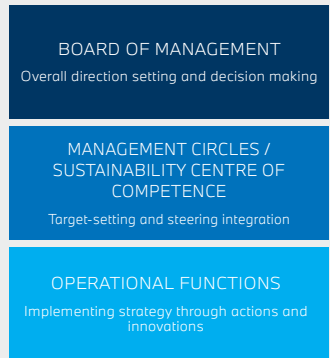 BOARD OF MANAGEMENT
Overall direction setting and decision making
MANAGEMENT CIRCLES /
SUSTAINABILITY CENTRE OF
COMPETENCE
Target-setting and steering integration
OPERATIONAL FUNCTIONS
Implementing strategy through actions and
innovations